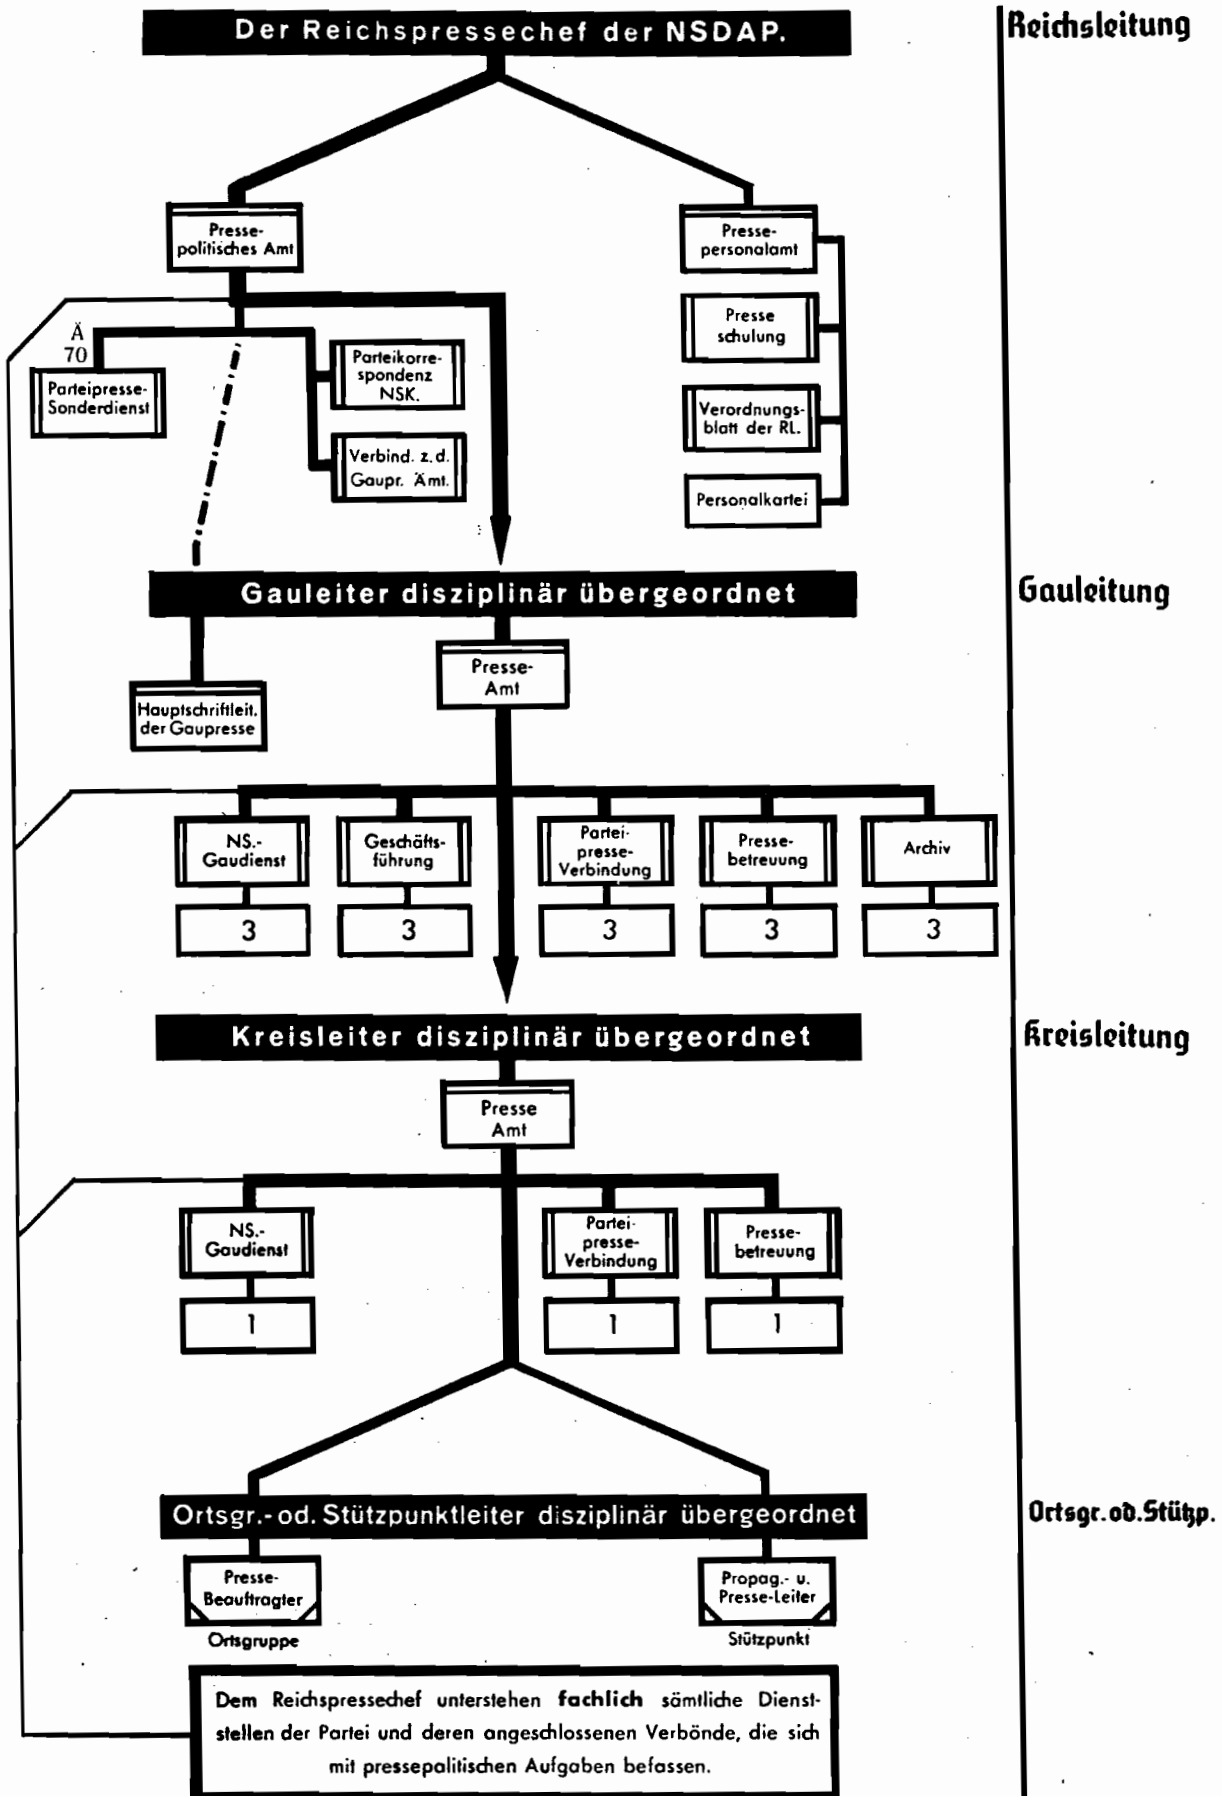 Der Reichspressechef der NSDAP.
Reichsleitung
Presse-
politisches Amt
Presse-
personalamt
Presse
schulung
Verordnungs-
blatt der RL.
Personalkartei
Ä
70
Parteipresse-
Sonderdienst
Parteikorre-
spondenz
NSK.
Verbind. z. d.
Gaupr. Ämt.
Gauleiter disziplinär übergeordnet
Gauleitung
Presse-
Amt
Hauptschriftleit.
der Gaupresse
NS.-
Gaudienst
3
Geschäfts-
führung
3
Partei-
presse-
Verbindung
3
Presse-
betreuung
3
Archiv
3
Kreisleiter disziplinär übergeordnet
Kreisleitung
Presse
Amt
NS.-
Gaudienst
1
Partei-
presse-
Verbindung
1
Presse-
betreuung
1
Ortsgr.- od. Stützpunktleiter disziplinär übergeordnet
Ortsgr. od. Stützp.
Presse-
Beauftragter
Ortsgruppe
Propag.- u.
Presse-Leiter
Stützpunkt
Dem Reichspressechef unterstehen fachlich sämtliche Dienst-
stellen der Partei und deren angeschlossenen Verbände, die sich
mit pressepolitischen Aufgaben befassen.